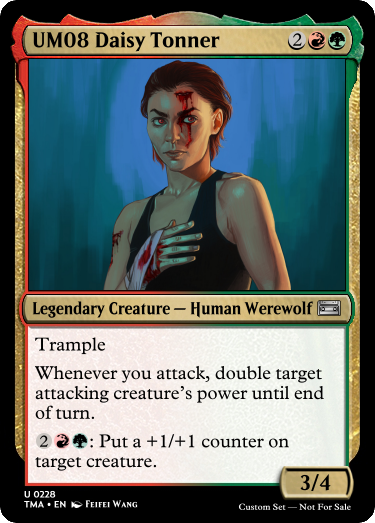 UM08 Daisy Tonner 2
Legendary Creature — Human Werewolf
Trample
Whenever you attack, double target
attacking creature's power until end
of turn.
2 : Put a +1/+1 counter on
target creature.
3/4
U 0228
TMA • EN Feifei Wang
Custom Set — Not For Sale